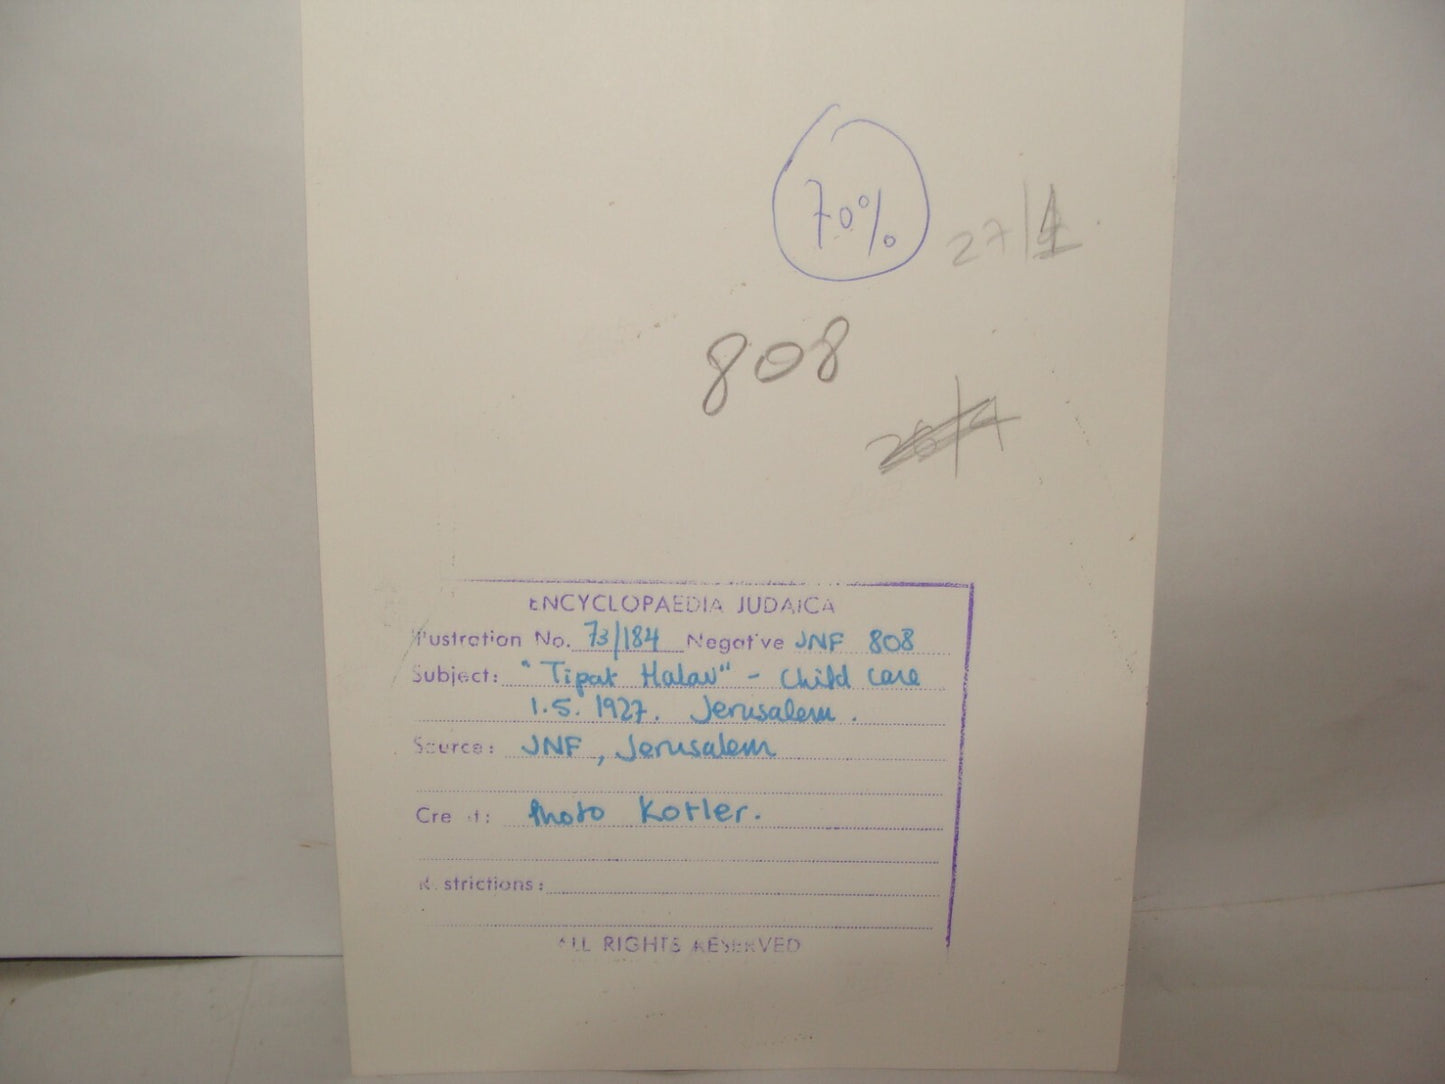 70%
27/4
808
26/4
ENCYCLOPAEDIA JUDAICA
Illustration No. 73/184 Negative JNF 808
Subject: "Tipat Halav" - Child care
1.5. 1927. Jerusalem.
Source: JNF, Jerusalem
Credit: Photo Kotler.
Restrictions:
ALL RIGHTS RESERVED